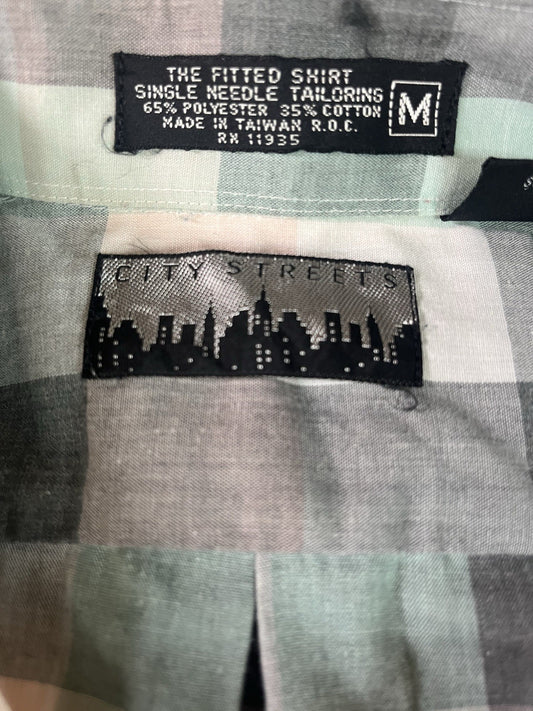 THE FITTED SHIRT
SINGLE NEEDLE TAILORING
65% POLYESTER 35% COTTON
MADE IN TAIWAN R.O.C.
RN 11935
M
CITY STREETS